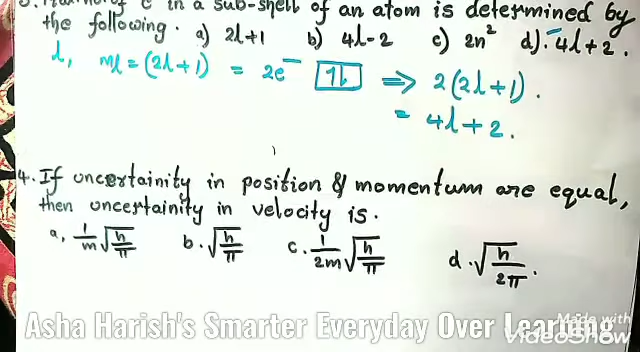 of e⁻ in a sub-shell of an atom is determined by
the following. a) 2l+1 b) 4l-2 c) 2n² d). 4l+2.
l, ml = (2l+1) = 2e⁻ 1l ⇒ 2(2l+1).
= 4l+2.
4. If uncertainity in position & momentum are equal,
then uncertainity in velocity is.
a, 1/m √h/π b. √h/π c. 1/2m √h/π d. √h/2π.
Asha Harish's Smarter Everyday Over Learning
Made with
VideoShow